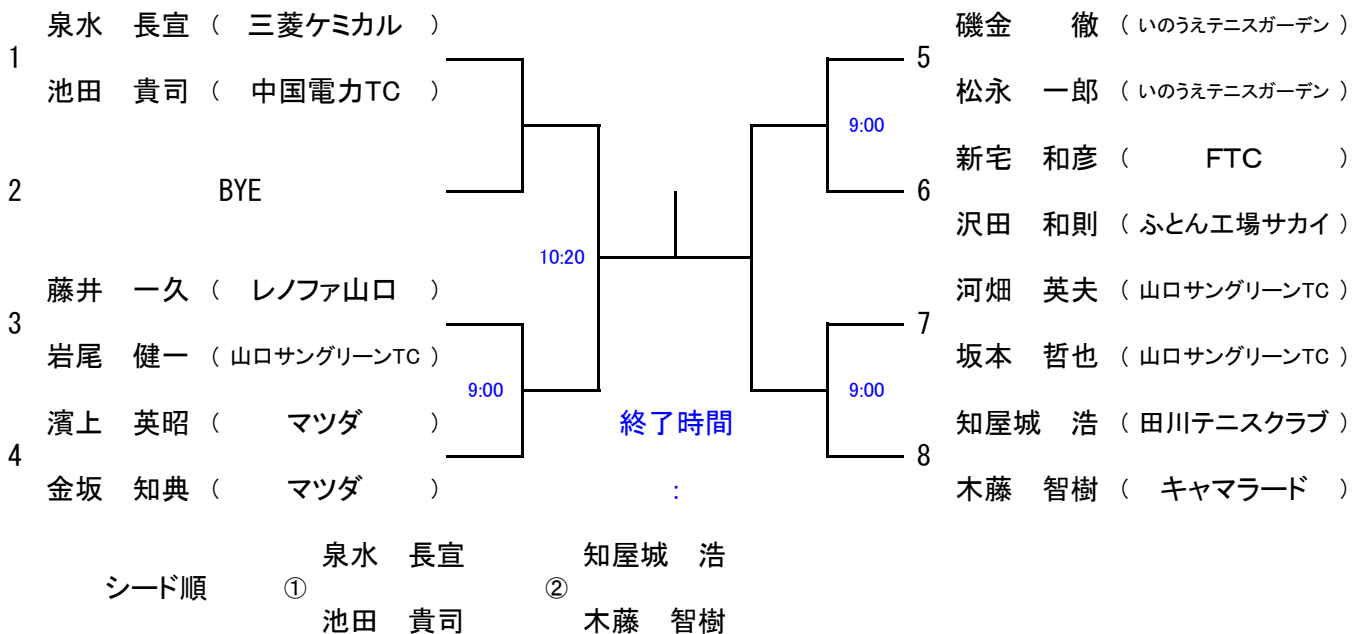 1
泉水　長宣 （　三菱ケミカル　）
池田　貴司 （　中国電力TC　）
2
BYE
3
藤井　一久 （　レノファ山口　）
岩尾　健一 （ 山口サングリーンTC ）
9:00
4
濱上　英昭 （　マツダ　）
金坂　知典 （　マツダ　）
10:20
終了時間
:
5
磯金　徹 （ いのうえテニスガーデン ）
松永　一郎 （ いのうえテニスガーデン ）
9:00
6
新宅　和彦 （　FTC　）
沢田　和則 （ ふとん工場サカイ ）
7
河畑　英夫 （ 山口サングリーンTC ）
坂本　哲也 （ 山口サングリーンTC ）
9:00
8
知屋城　浩 （ 田川テニスクラブ ）
木藤　智樹 （　キャマラード　）
シード順
①
泉水　長宣
池田　貴司
②
知屋城　浩
木藤　智樹